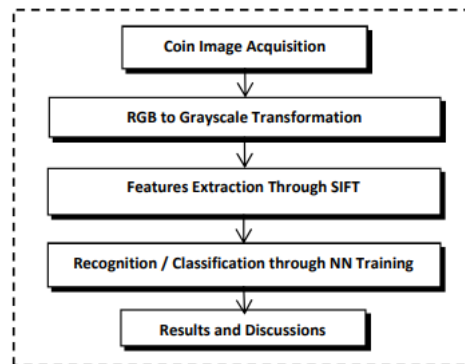 Coin Image Acquisition
RGB to Grayscale Transformation
Features Extraction Through SIFT
Recognition / Classification through NN Training
Results and Discussions